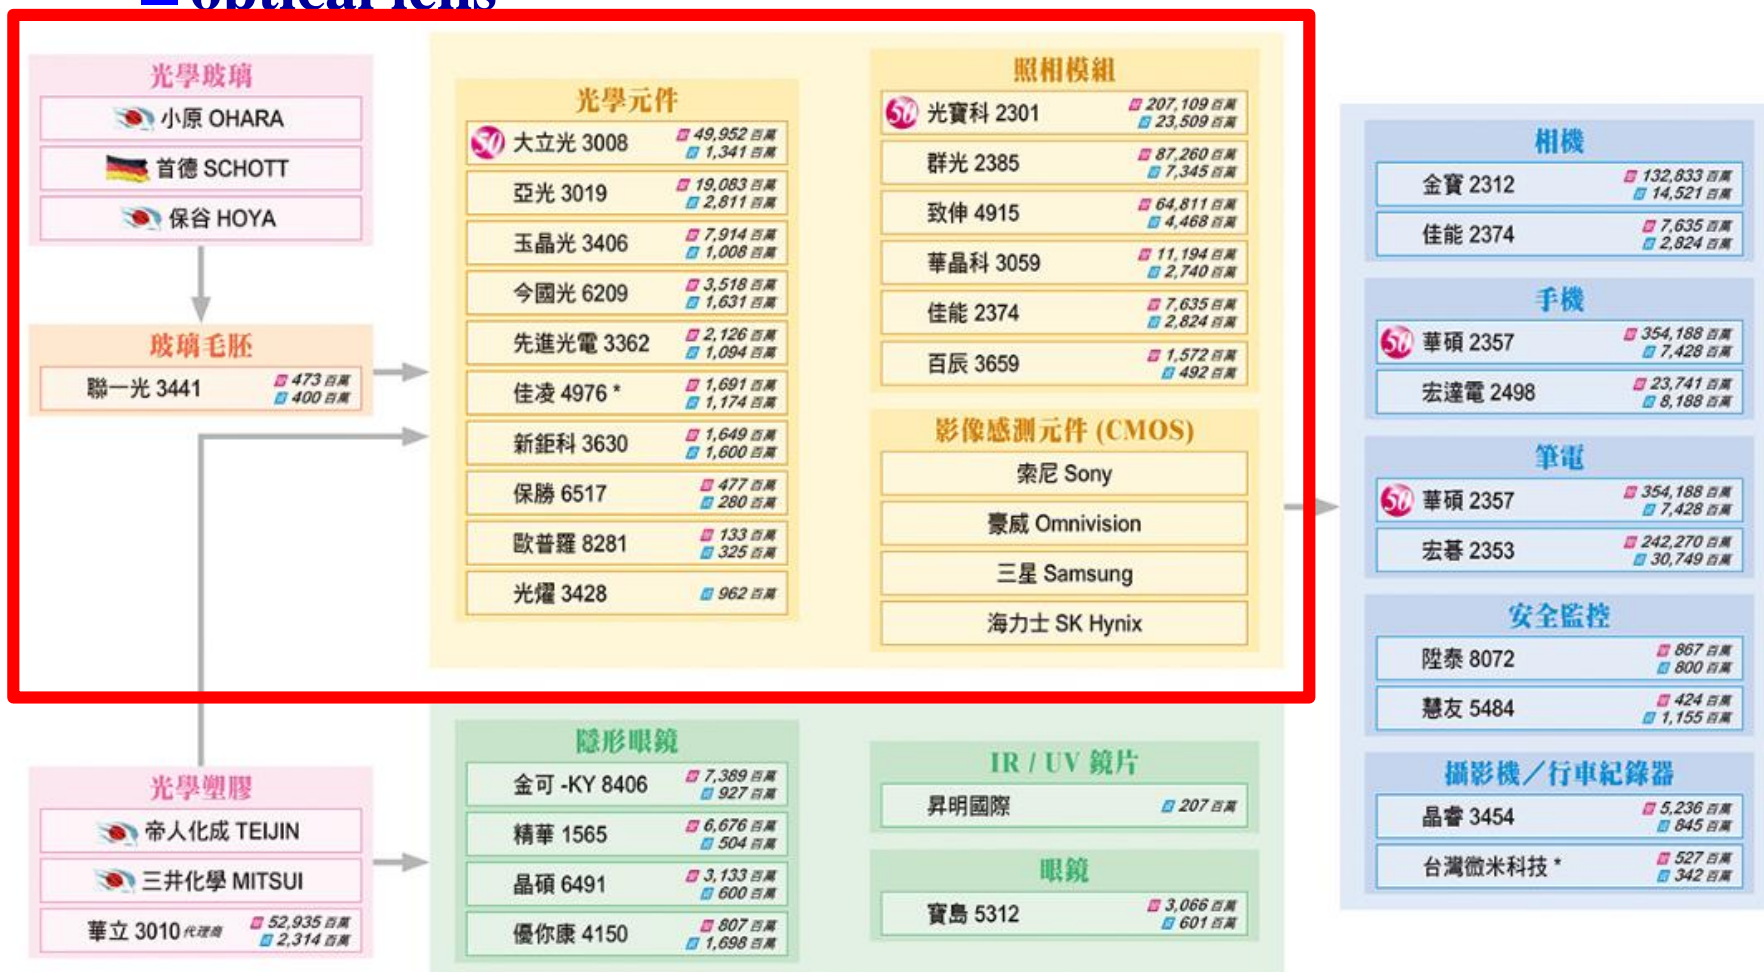 optical lens
光學玻璃
小原 OHARA
首德 SCHOTT
保谷 HOYA
玻璃毛胚
聯一光 3441
473 百萬
400 百萬
光學元件
大立光 3008
49,952 百萬
1,341 百萬
亞光 3019
19,083 百萬
2,811 百萬
玉晶光 3406
7,914 百萬
1,008 百萬
今國光 6209
3,518 百萬
1,631 百萬
先進光電 3362
2,126 百萬
1,094 百萬
佳凌 4976 *
1,691 百萬
1,174 百萬
新鉅科 3630
1,649 百萬
1,600 百萬
保勝 6517
477 百萬
280 百萬
歐普羅 8281
133 百萬
325 百萬
光燿 3428
962 百萬
照相模組
光寶科 2301
207,109 百萬
23,509 百萬
群光 2385
87,260 百萬
7,345 百萬
致伸 4915
64,811 百萬
4,468 百萬
華晶科 3059
11,194 百萬
2,740 百萬
佳能 2374
7,635 百萬
2,824 百萬
百辰 3659
1,572 百萬
492 百萬
影像感測元件 (CMOS)
索尼 Sony
豪威 Omnivision
三星 Samsung
海力士 SK Hynix
相機
金寶 2312
132,833 百萬
14,521 百萬
佳能 2374
7,635 百萬
2,824 百萬
手機
華碩 2357
354,188 百萬
7,428 百萬
宏達電 2498
23,741 百萬
8,188 百萬
筆電
華碩 2357
354,188 百萬
7,428 百萬
宏碁 2353
242,270 百萬
30,749 百萬
安全監控
陞泰 8072
867 百萬
800 百萬
慧友 5484
424 百萬
1,155 百萬
攝影機／行車紀錄器
晶睿 3454
5,236 百萬
845 百萬
台灣微米科技 *
527 百萬
342 百萬
光學塑膠
帝人化成 TEIJIN
三井化學 MITSUI
華立 3010 代理商
52,935 百萬
2,314 百萬
隱形眼鏡
金可 -KY 8406
7,389 百萬
927 百萬
精華 1565
6,676 百萬
504 百萬
晶碩 6491
3,133 百萬
600 百萬
優你康 4150
807 百萬
1,698 百萬
IR / UV 鏡片
昇明國際
207 百萬
眼鏡
寶島 5312
3,066 百萬
601 百萬